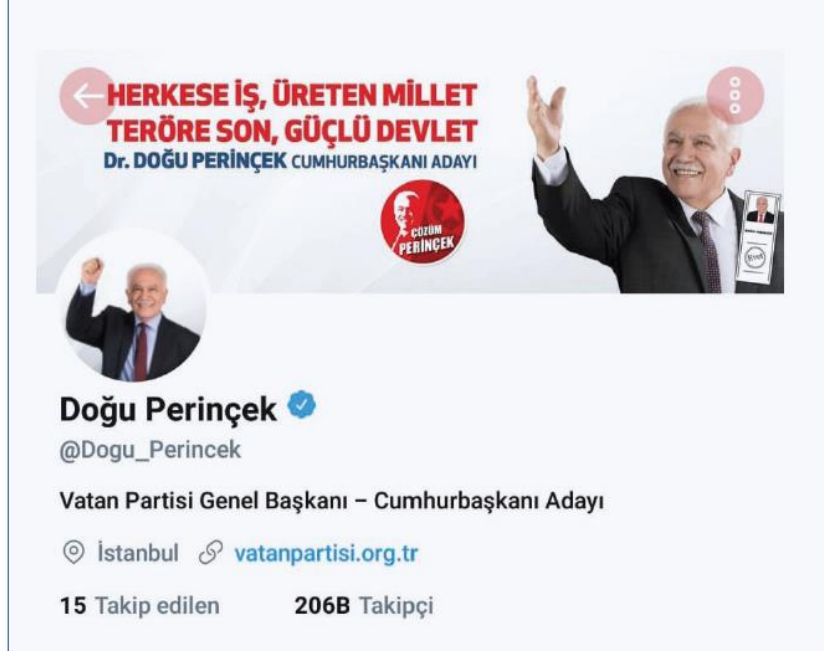 HERKESE İŞ, ÜRETEN MİLLET
TERÖRE SON, GÜÇLÜ DEVLET
Dr. DOĞU PERİNÇEK CUMHURBAŞKANI ADAYI
ÇÖZÜM
PERİNÇEK
Evet
Doğu Perinçek
@Dogu_Perincek
Vatan Partisi Genel Başkanı – Cumhurbaşkanı Adayı
İstanbul vatanpartisi.org.tr
15 Takip edilen 206B Takipçi